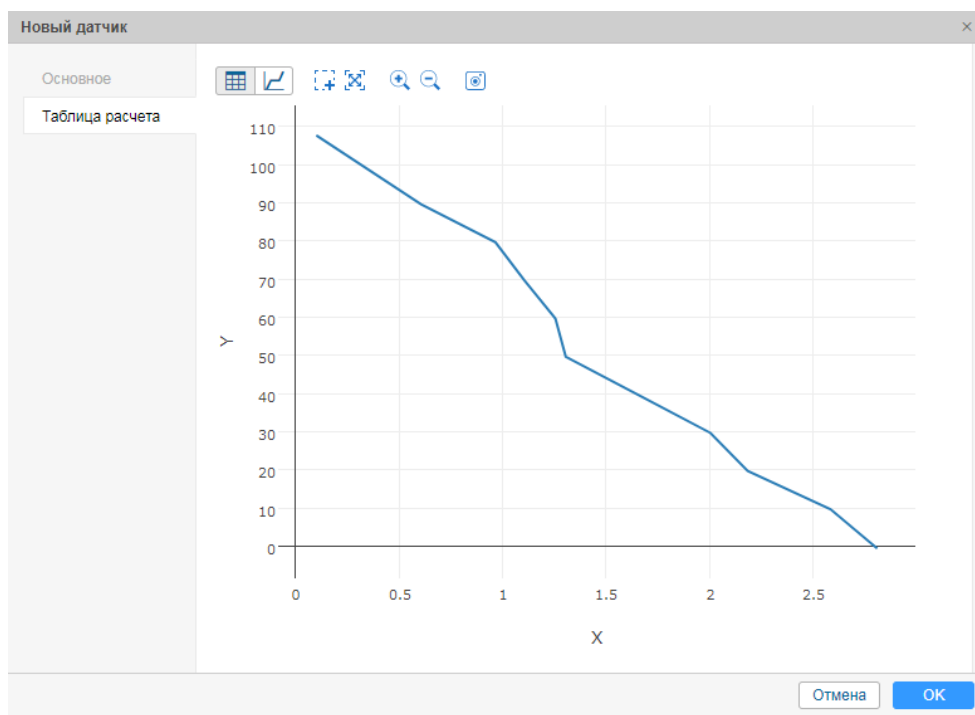 Новый датчик ×
Основное
Таблица расчета
110
100
90
80
70
60
50
40
30
20
10
0
Y
0 0.5 1 1.5 2 2.5
X
Отмена OK